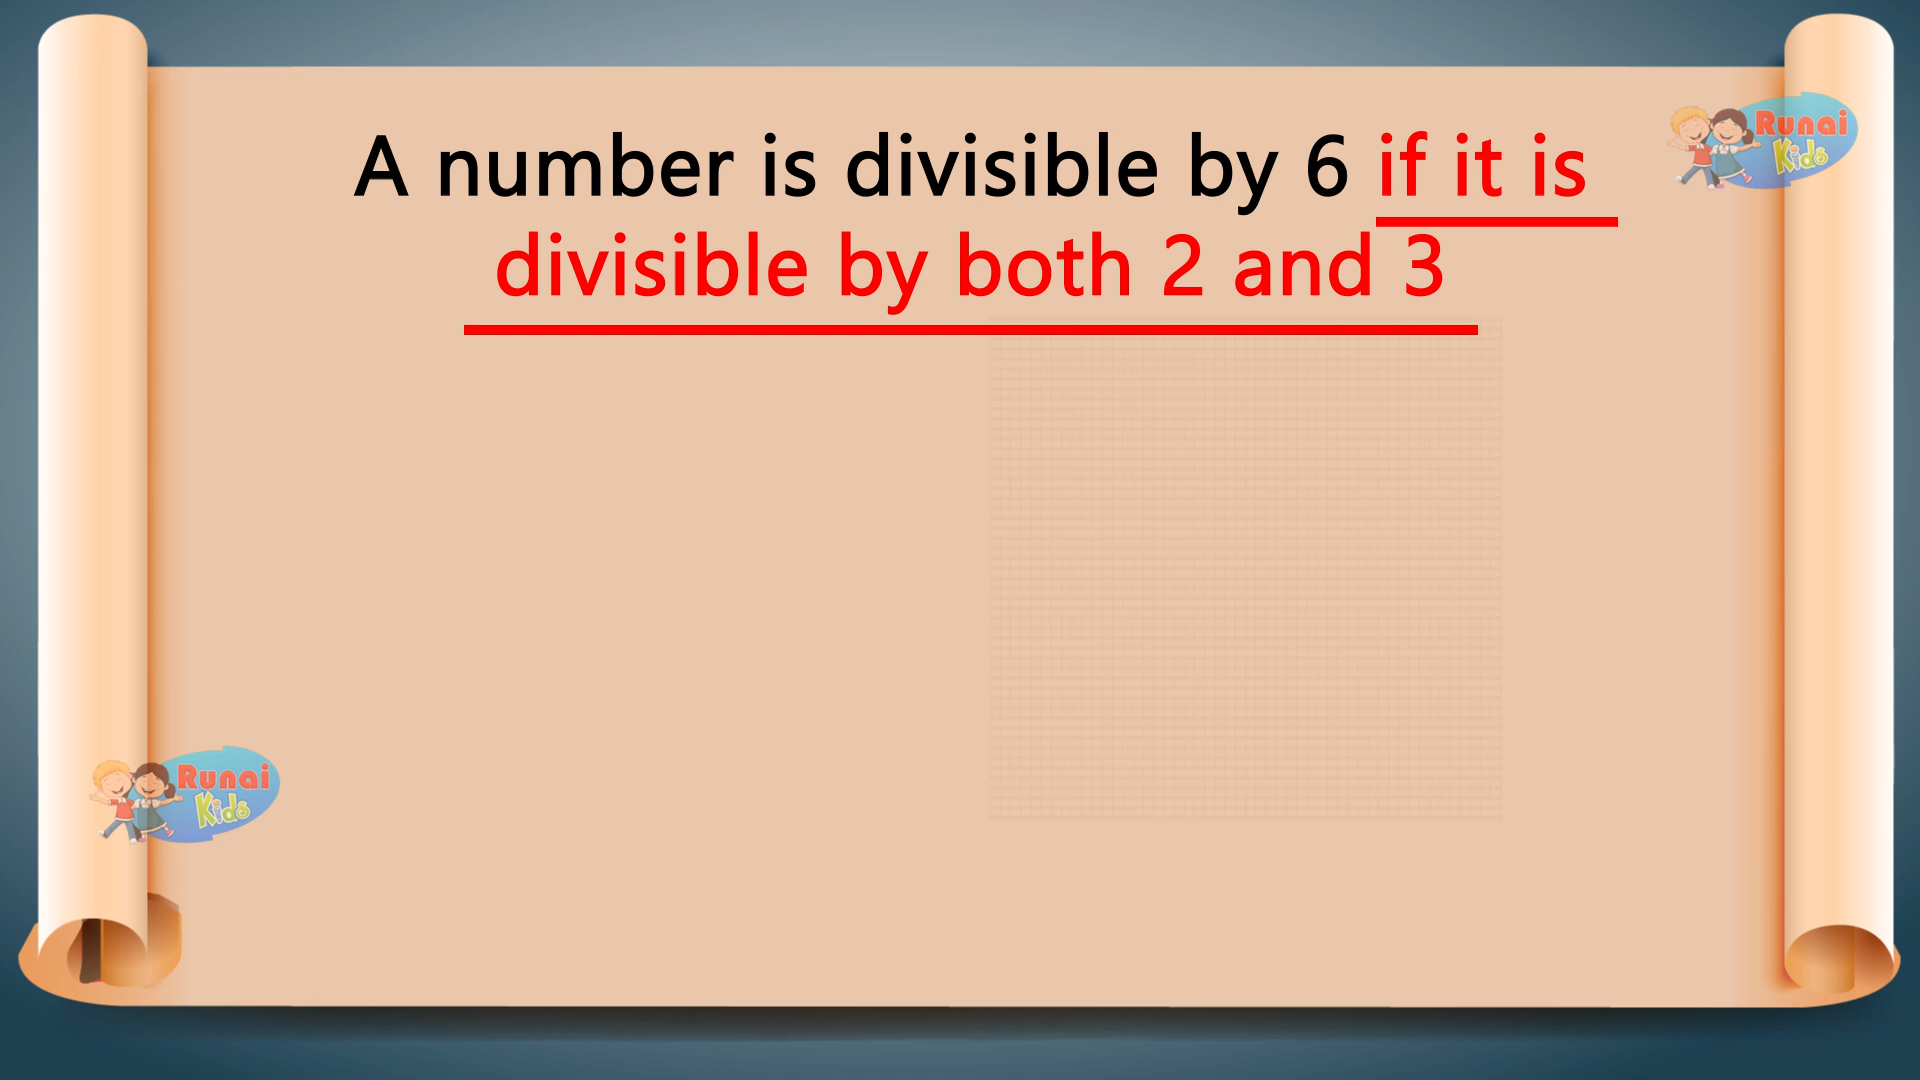 A number is divisible by 6 if it is
divisible by both 2 and 3
Runai
Kids
Runai
Kids